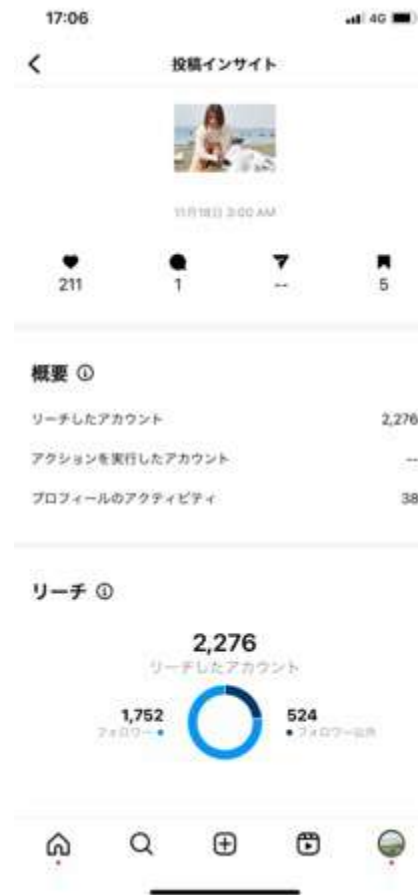 17:06
4G
投稿インサイト
11月18日 3:00 AM
211
1
--
5
概要
リーチしたアカウント
2,276
アクションを実行したアカウント
--
プロフィールのアクティビティ
38
リーチ
2,276
リーチしたアカウント
1,752
フォロワー
524
フォロワー以外